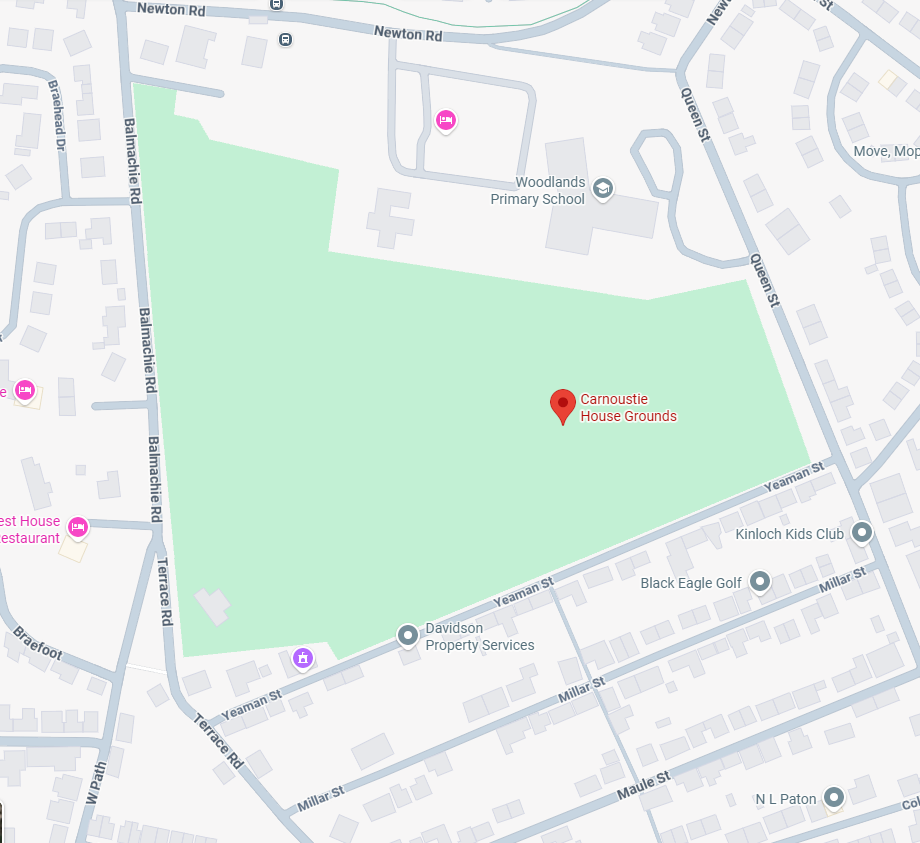 Newton Rd
Newton Rd
St
Braehead Dr
Balmachie Rd
Queen St
Move, Mop
Woodlands
Primary School
Queen St
Balmachie Rd
e
Carnoustie
House Grounds
Balmachie Rd
Yeaman St
est House
estaurant
Kinloch Kids Club
Terrace Rd
Yeaman St
Black Eagle Golf
Millar St
Davidson
Property Services
Braefoot
Yeaman St
Millar St
Terrace Rd
W Path
Millar St
Maule St
N L Paton
Col